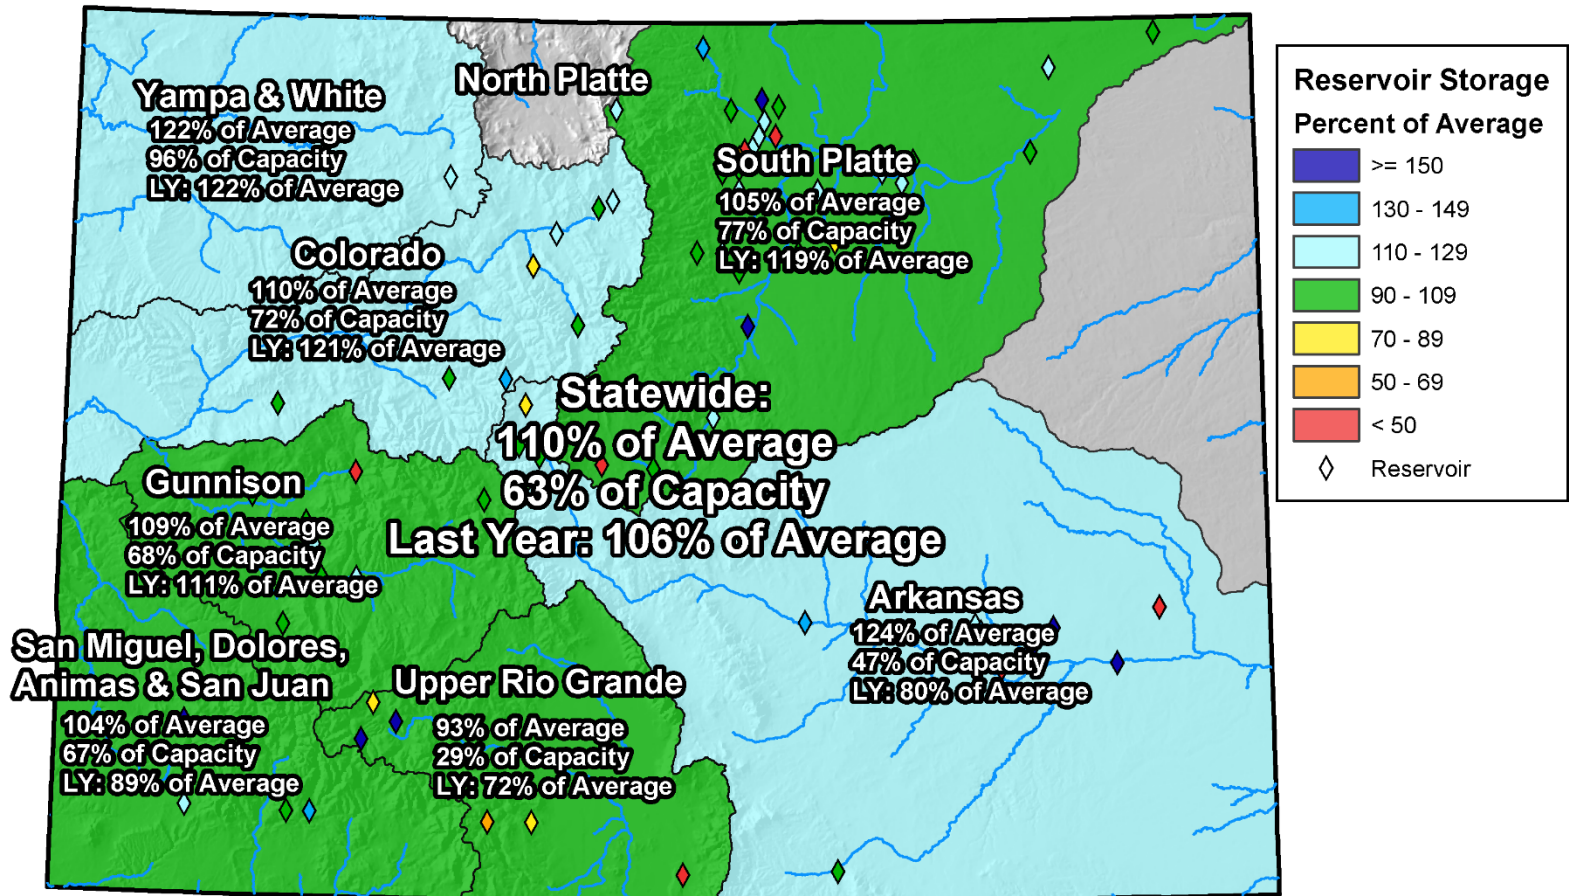 North Platte
Yampa & White
122% of Average
96% of Capacity
LY: 122% of Average
South Platte
105% of Average
77% of Capacity
LY: 119% of Average
Colorado
110% of Average
72% of Capacity
LY: 121% of Average
Statewide:
110% of Average
63% of Capacity
Last Year: 106% of Average
Gunnison
109% of Average
68% of Capacity
LY: 111% of Average
Arkansas
124% of Average
47% of Capacity
LY: 80% of Average
San Miguel, Dolores,
Animas & San Juan
104% of Average
67% of Capacity
LY: 89% of Average
Upper Rio Grande
93% of Average
29% of Capacity
LY: 72% of Average
Reservoir Storage
Percent of Average
>= 150
130 - 149
110 - 129
90 - 109
70 - 89
50 - 69
< 50
Reservoir